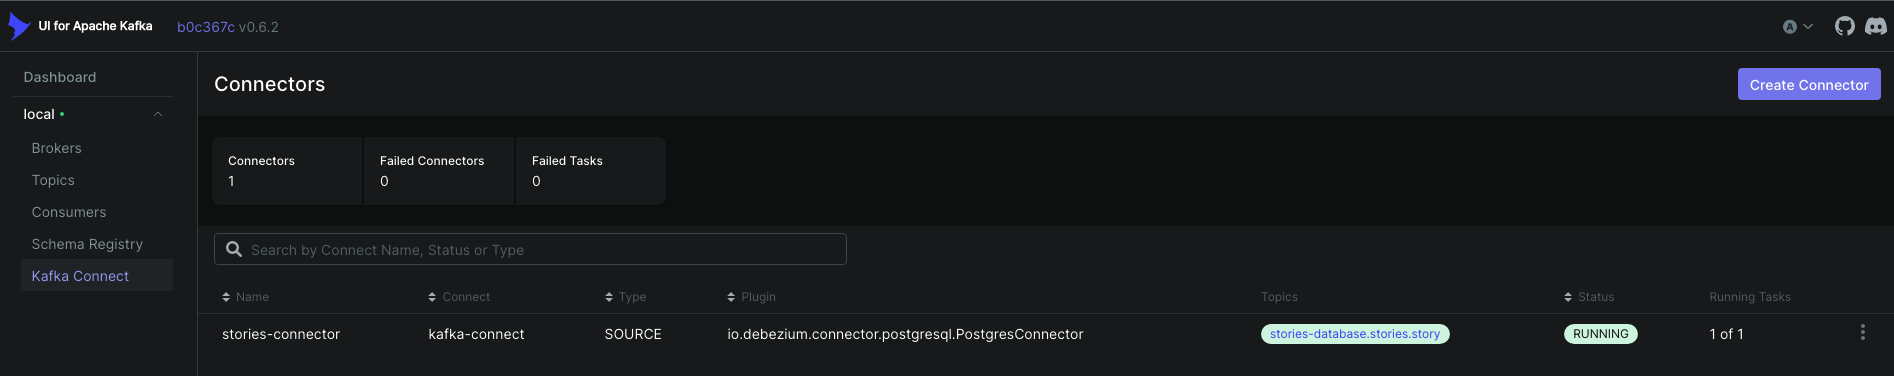 UI for Apache Kafka b0c367c v0.6.2 A
Dashboard
local
Brokers
Topics
Consumers
Schema Registry
Kafka Connect
Connectors Create Connector
Connectors Failed Connectors Failed Tasks
1 0 0
Search by Connect Name, Status or Type
Name Connect Type Plugin Topics Status Running Tasks
stories-connector kafka-connect SOURCE io.debezium.connector.postgresql.PostgresConnector stories-database.stories.story RUNNING 1 of 1